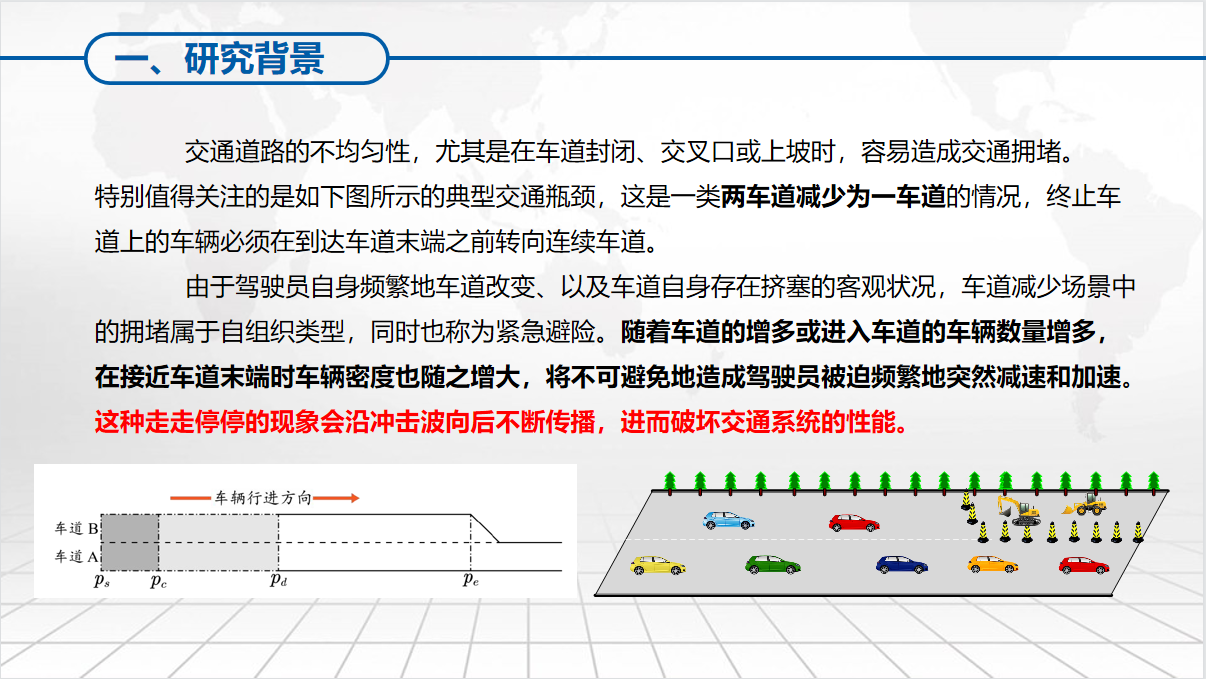 一、研究背景
交通道路的不均匀性，尤其是在车道封闭、交叉口或上坡时，容易造成交通拥堵。
特别值得关注的是如下图所示的典型交通瓶颈，这是一类两车道减少为一车道的情况，终止车
道上的车辆必须在到达车道末端之前转向连续车道。
由于驾驶员自身频繁地车道改变、以及车道自身存在挤塞的客观状况，车道减少场景中
的拥堵属于自组织类型，同时也称为紧急避险。随着车道的增多或进入车道的车辆数量增多，
在接近车道末端时车辆密度也随之增大，将不可避免地造成驾驶员被迫频繁地突然减速和加速。
这种走走停停的现象会沿冲击波向后不断传播，进而破坏交通系统的性能。
车辆行进方向
车道 B
车道 A
p_s p_c p_d p_e